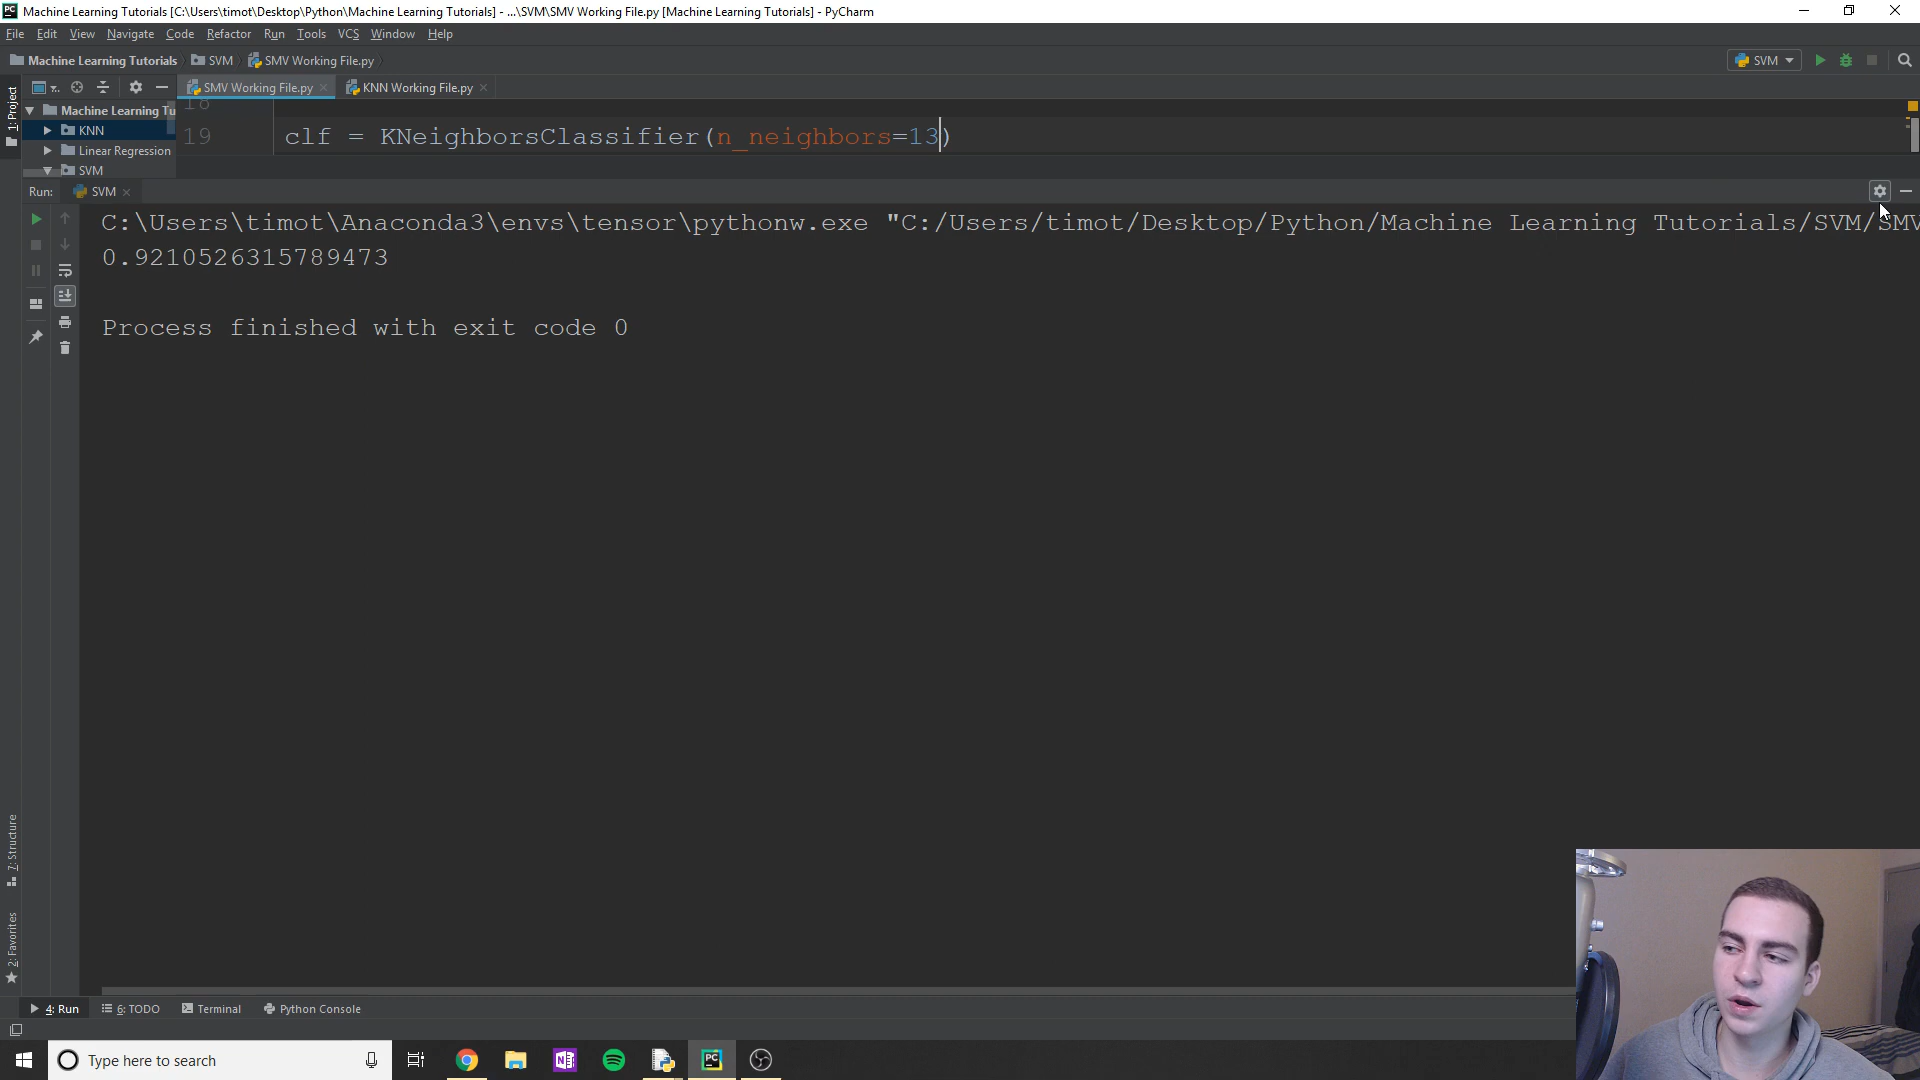 Machine Learning Tutorials [C:\Users\timot\Desktop\Python\Machine Learning Tutorials] - ...\SVM\SMV Working File.py [Machine Learning Tutorials] - PyCharm
File Edit View Navigate Code Refactor Run Tools VCS Window Help
Machine Learning Tutorials SVM SMV Working File.py
SVM
1: Project
SMV Working File.py
KNN Working File.py
Machine Learning Tu
KNN
Linear Regression
SVM
18
19 clf = KNeighborsClassifier(n_neighbors=13)
Run: SVM
C:\Users\timot\Anaconda3\envs\tensor\pythonw.exe "C:/Users/timot/Desktop/Python/Machine Learning Tutorials/SVM/SMV
0.9210526315789473
Process finished with exit code 0
7: Structure
2: Favorites
4: Run 6: TODO Terminal Python Console
Type here to search